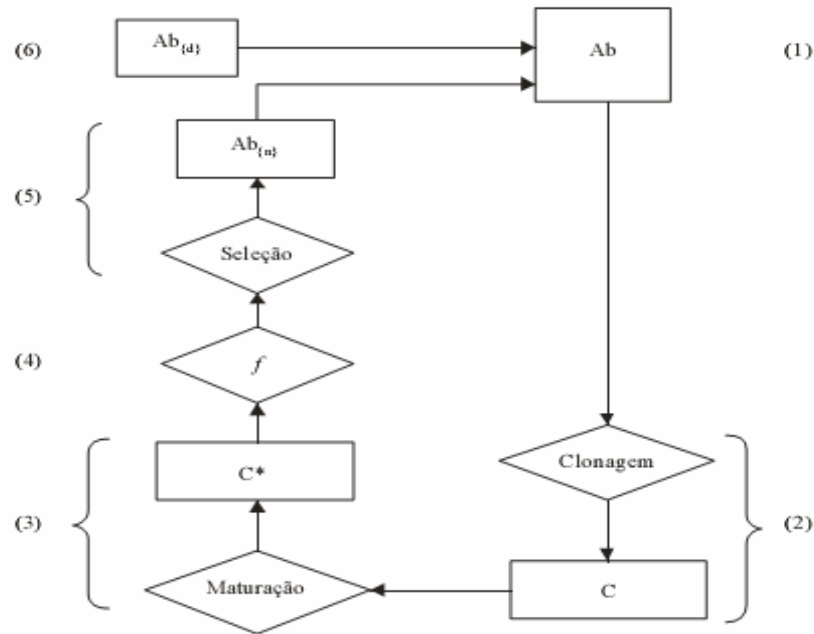 (6)
Ab{d}
Ab
(1)
Ab{n}
(5)
Seleção
(4)
f
C*
Clonagem
(3)
(2)
Maturação
C